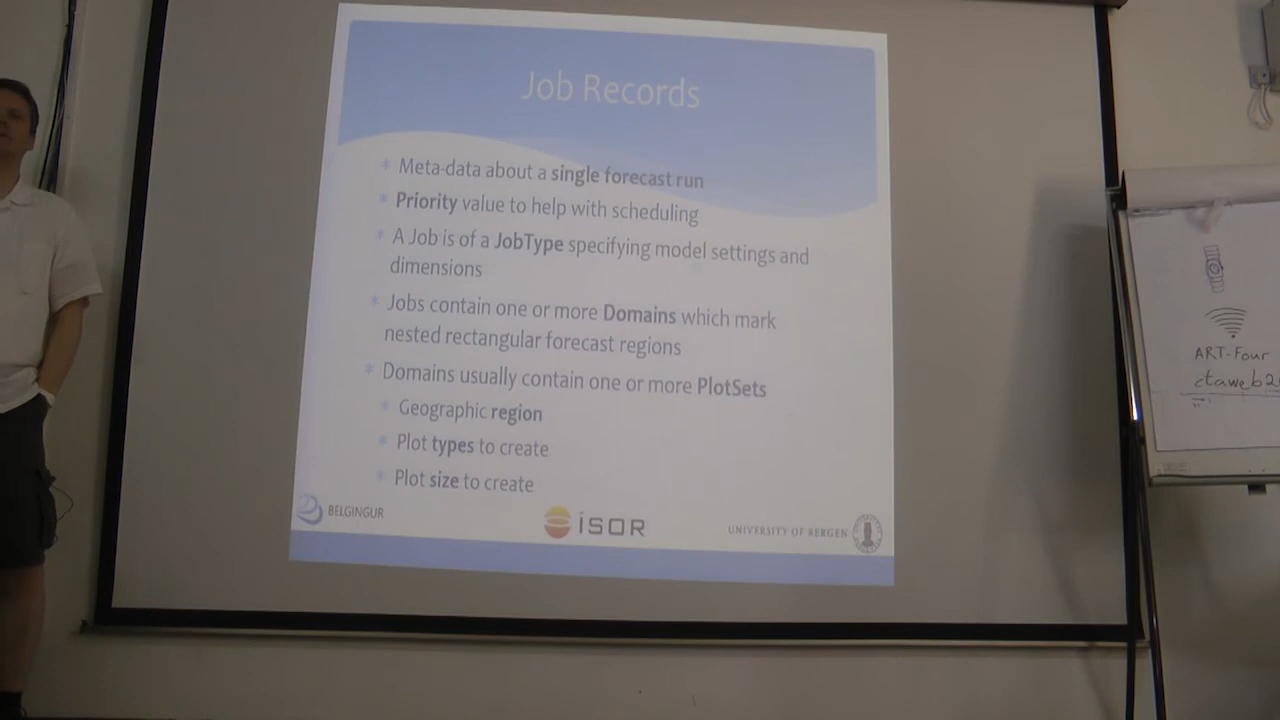 Job Records
Meta-data about a single forecast run
Priority value to help with scheduling
A Job is of a JobType specifying model settings and
dimensions
Jobs contain one or more Domains which mark
nested rectangular forecast regions
Domains usually contain one or more PlotSets
Geographic region
Plot types to create
Plot size to create
BELGINGUR
ISOR
UNIVERSITY OF BERGEN
ART-Four